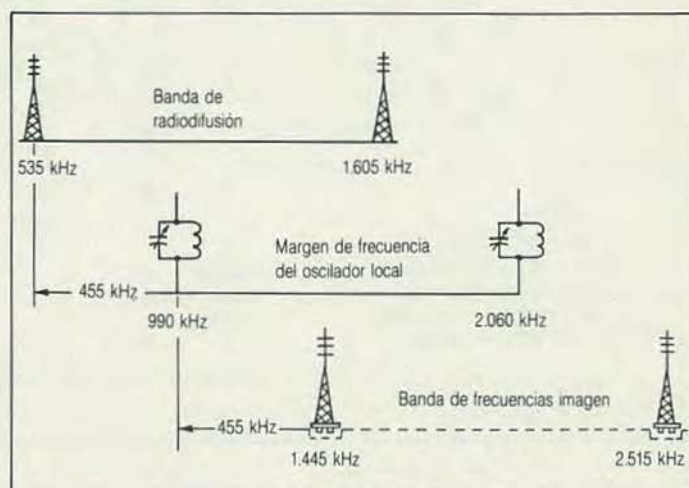 Banda de
radiodifusión
535 kHz
1.605 kHz
Margen de frecuencia
del oscilador local
455 kHz
990 kHz
2.060 kHz
Banda de frecuencias imagen
455 kHz
1.445 kHz
2.515 kHz